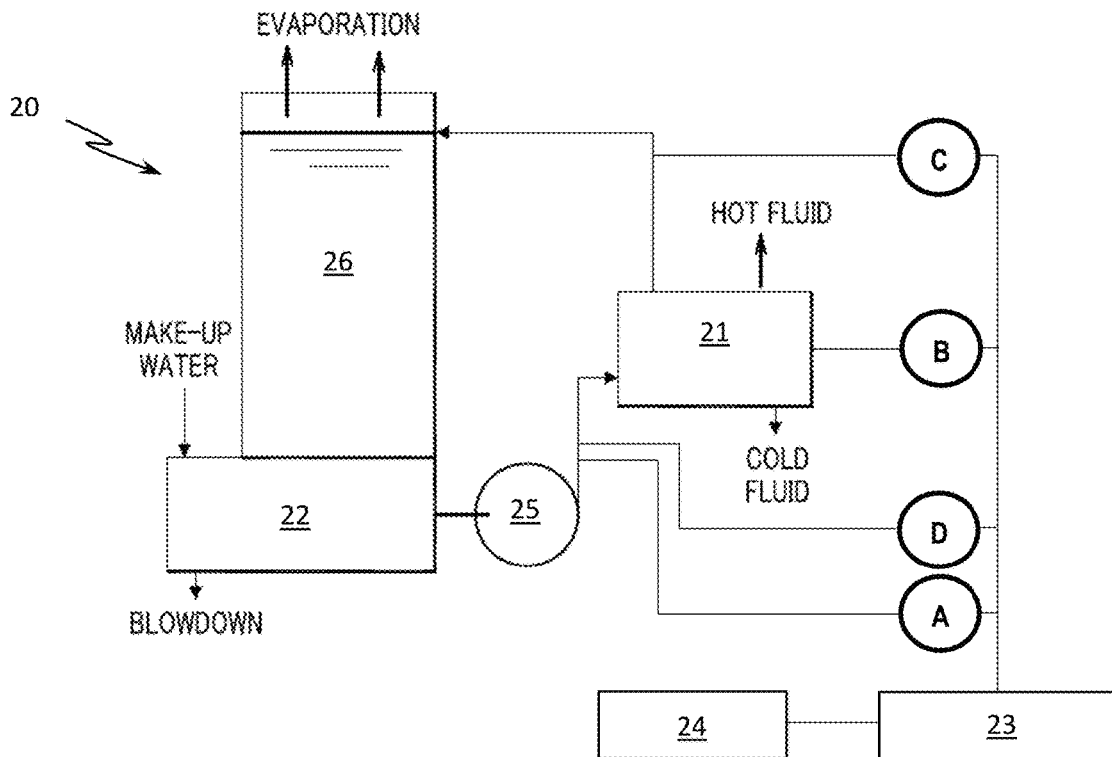 EVAPORATION
20
C
HOT FLUID
26
21
MAKE-UP
WATER
B
COLD
FLUID
22
25
D
A
BLOWDOWN
24
23